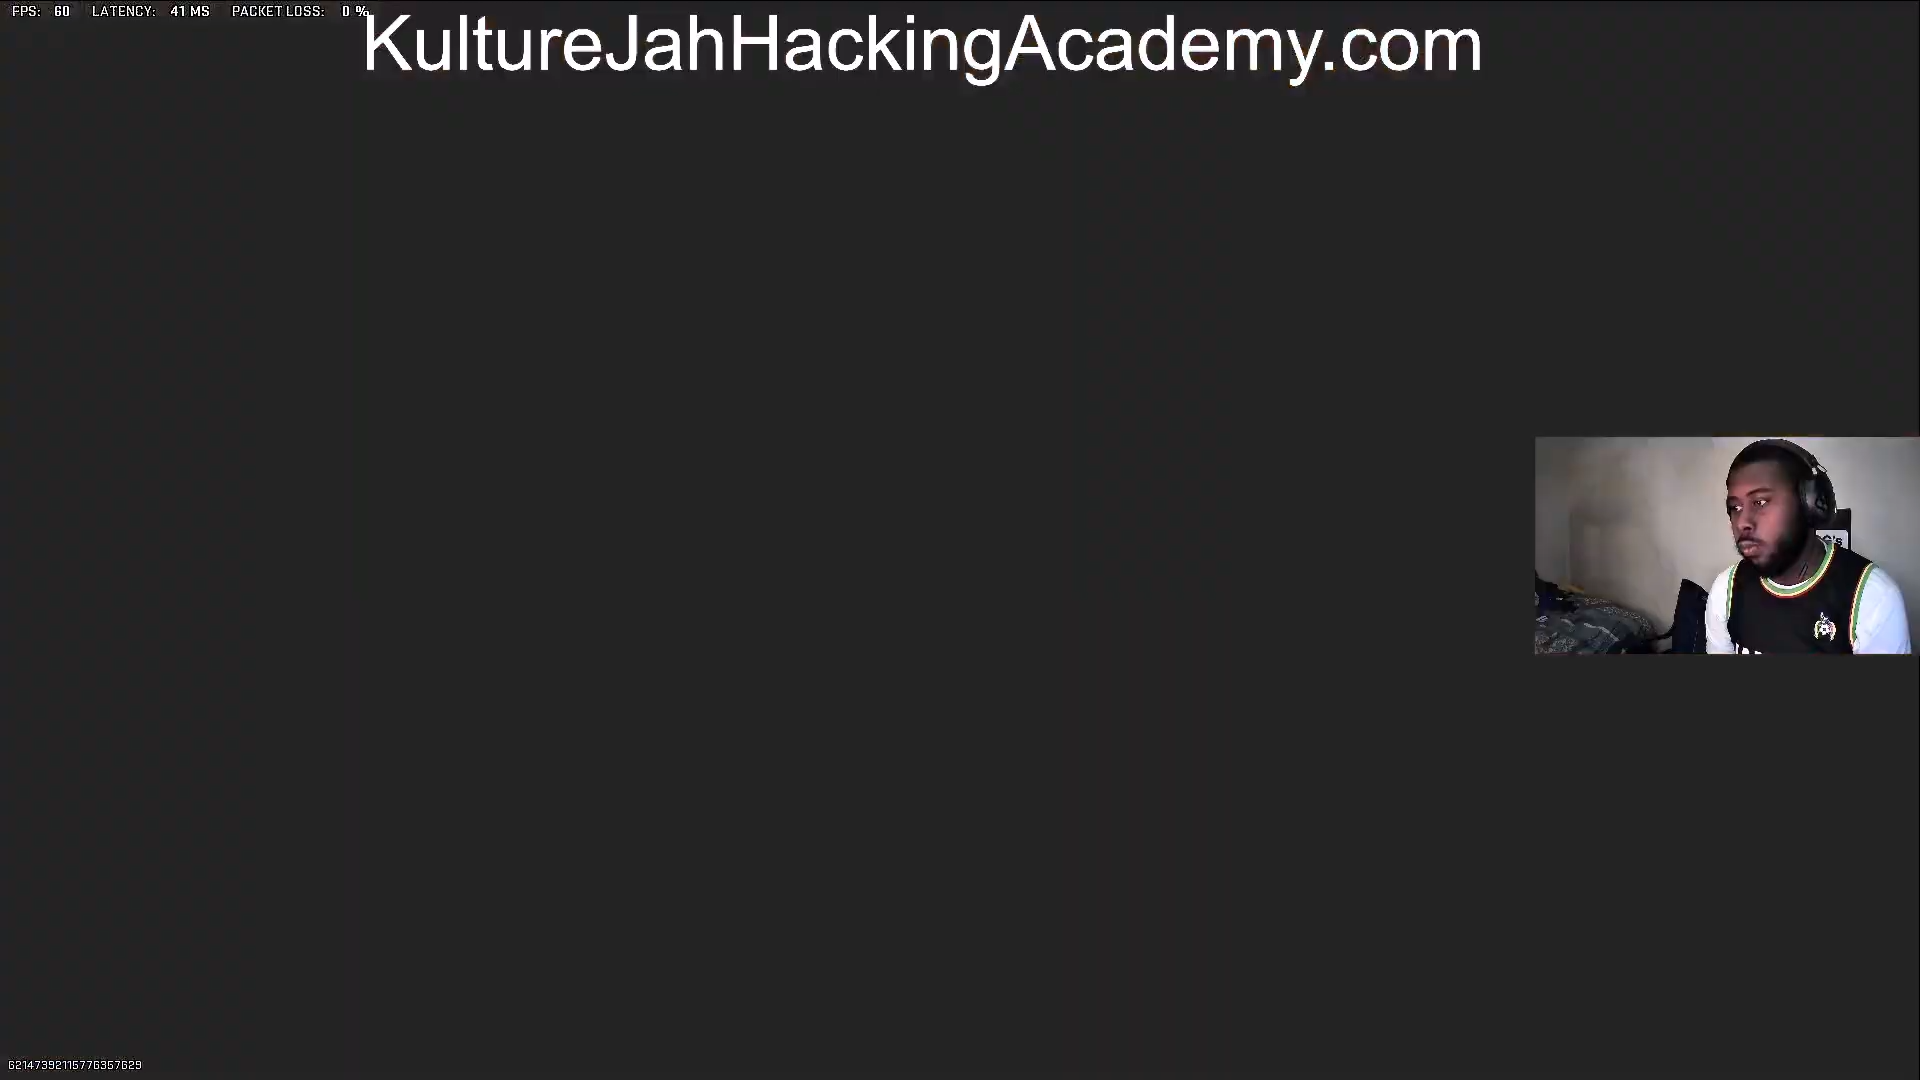 FPS: 60 LATENCY: 41 MS PACKET LOSS: 0 %
KultureJahHackingAcademy.com
62147392115776357629